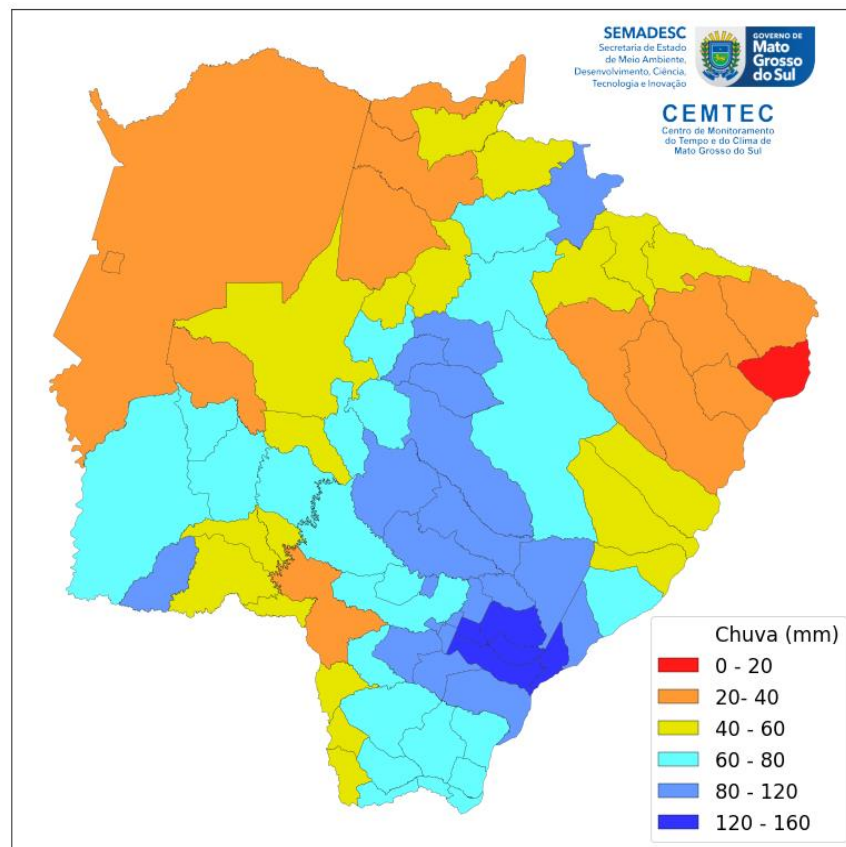 SEMADESC
Secretaria de Estado
de Meio Ambiente,
Desenvolvimento, Ciência,
Tecnologia e Inovação
GOVERNO DE
Mato
Grosso
do Sul
CEMTEC
Centro de Monitoramento
do Tempo e do Clima de
Mato Grosso do Sul
Chuva (mm)
0 - 20
20- 40
40 - 60
60 - 80
80 - 120
120 - 160